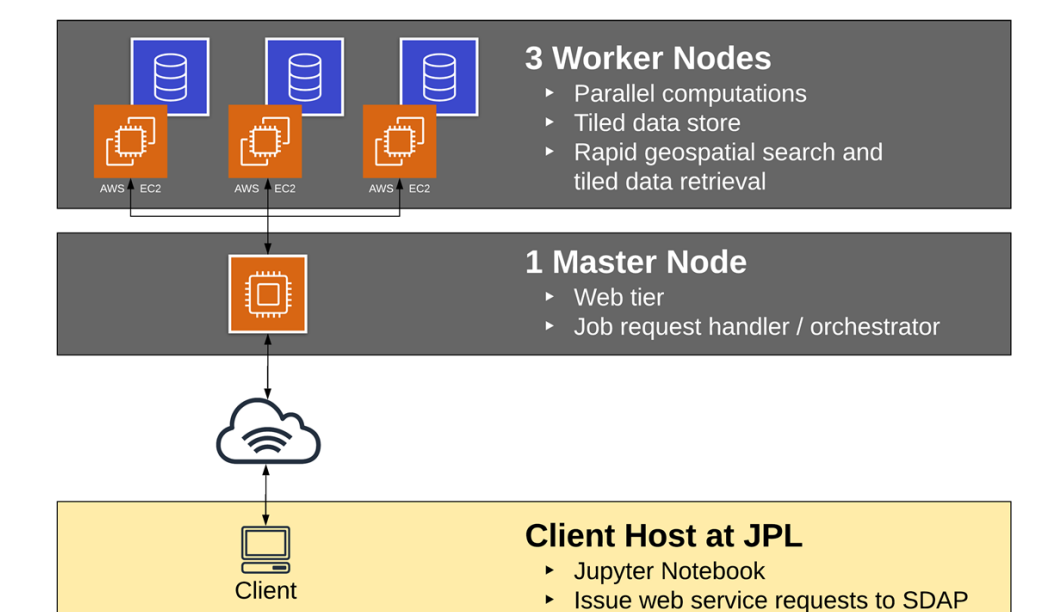 3 Worker Nodes
‣ Parallel computations
‣ Tiled data store
‣ Rapid geospatial search and
tiled data retrieval
AWS EC2
AWS EC2
AWS EC2
1 Master Node
‣ Web tier
‣ Job request handler / orchestrator
Client Host at JPL
‣ Jupyter Notebook
‣ Issue web service requests to SDAP
Client